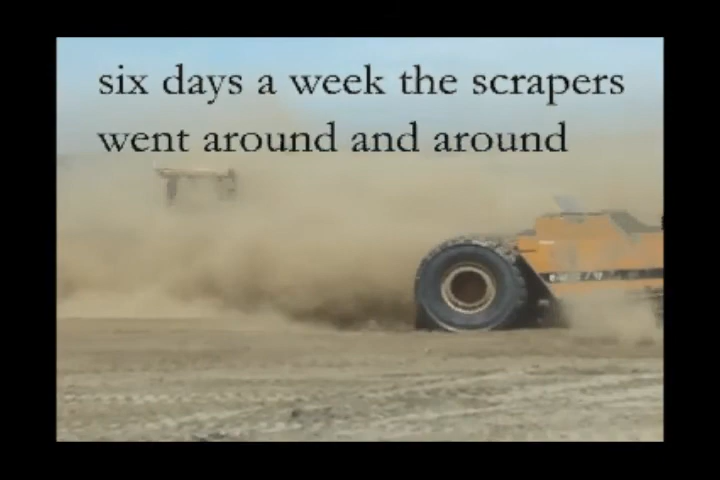 six days a week the scrapers
went around and around